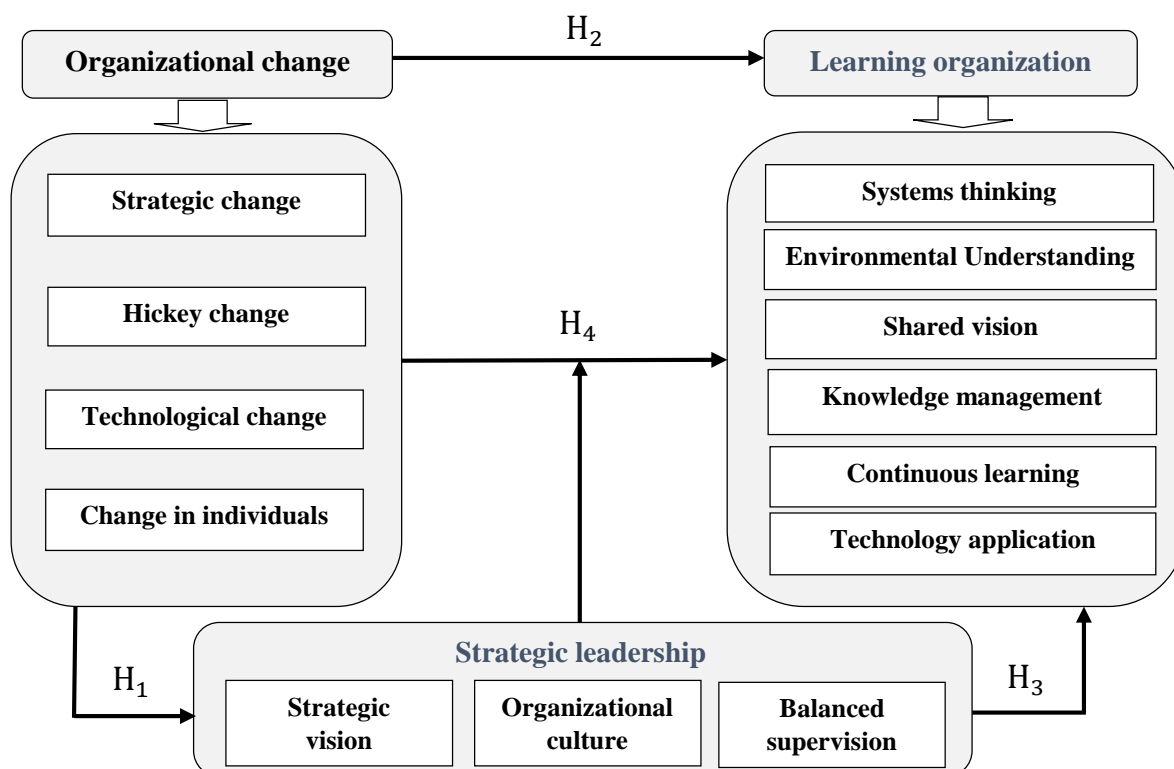 H₂
Organizational change
Learning organization
Strategic change
Hickey change
Technological change
Change in individuals
H₄
Systems thinking
Environmental Understanding
Shared vision
Knowledge management
Continuous learning
Technology application
H₁
Strategic leadership
Strategic
vision
Organizational
culture
Balanced
supervision
H₃